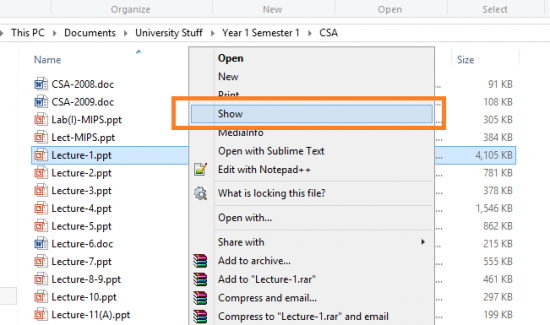 Organize New Open Select
This PC Documents University Stuff Year 1 Semester 1 CSA
Name Size
CSA-2008.doc 91 KB
CSA-2009.doc 108 KB
Lab(I)-MIPS.ppt 305 KB
Lect-MIPS.ppt 384 KB
Lecture-1.ppt 4,105 KB
Lecture-2.ppt 781 KB
Lecture-3.ppt 378 KB
Lecture-4.ppt 1,546 KB
Lecture-5.ppt 862 KB
Lecture-6.doc 215 KB
Lecture-7.ppt 555 KB
Lecture-8-9.ppt 461 KB
Lecture-10.ppt 297 KB
Lecture-11(A).ppt 447 KB
Open
New
Print
Show
MediaInfo
Open with Sublime Text
Edit with Notepad++
What is locking this file?
Open with...
Share with
Add to archive...
Add to "Lecture-1.rar"
Compress and email...
Compress to "Lecture-1.rar" and email